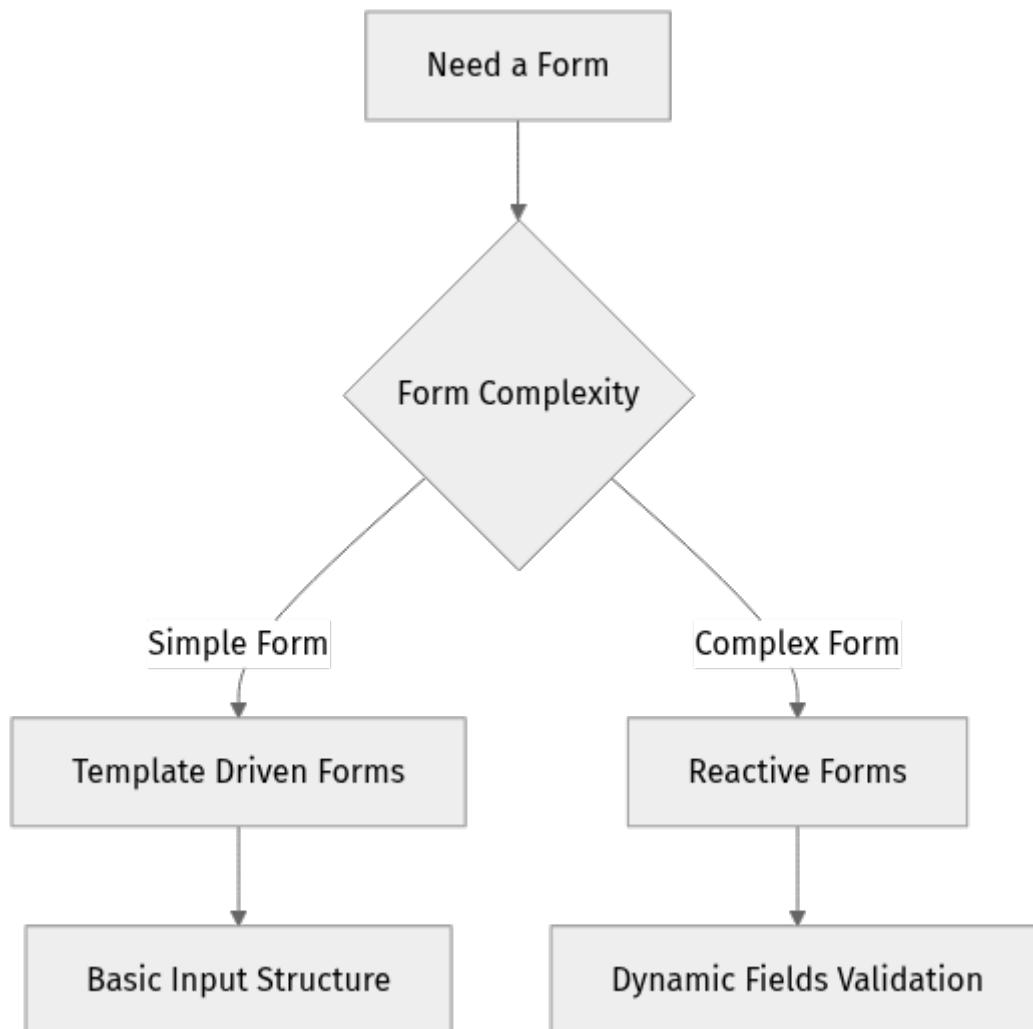 Need a Form
Form Complexity
Simple Form
Complex Form
Template Driven Forms
Reactive Forms
Basic Input Structure
Dynamic Fields Validation